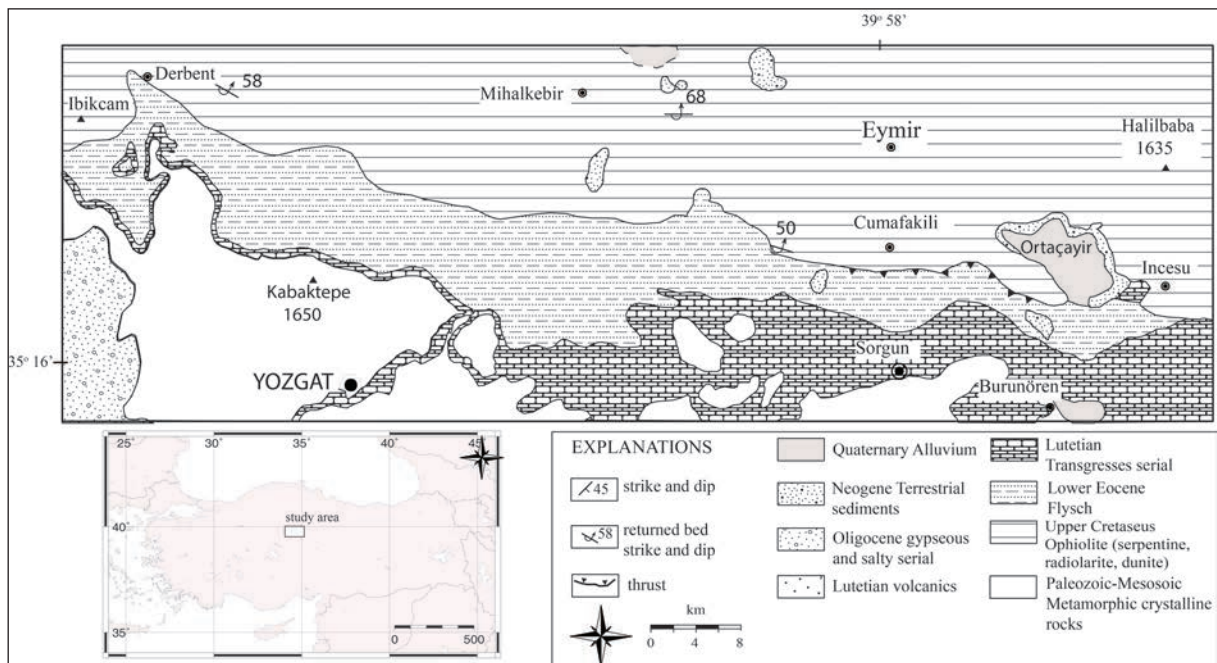 39° 58'
Derbent
58
Ibikcam
Mihalkebir
68
Eymir
Halilbaba
1635
50
Cumafakili
Ortaçayir
Incesu
Kabaktepe
1650
35° 16'
YOZGAT
Sorgun
Burunören
25° 30° 35° 40° 45°
40°
study area
35°
0 500
EXPLANATIONS
45 strike and dip
58 returned bed
strike and dip
thrust
km
0 4 8
Quaternary Alluvium
Neogene Terrestrial
sediments
Oligocene gypseous
and salty serial
Lutetian volcanics
Lutetian
Transgresses serial
Lower Eocene
Flysch
Upper Cretaseus
Ophiolite (serpentine,
radiolarite, dunite)
Paleozoic-Mesosoic
Metamorphic crystalline
rocks